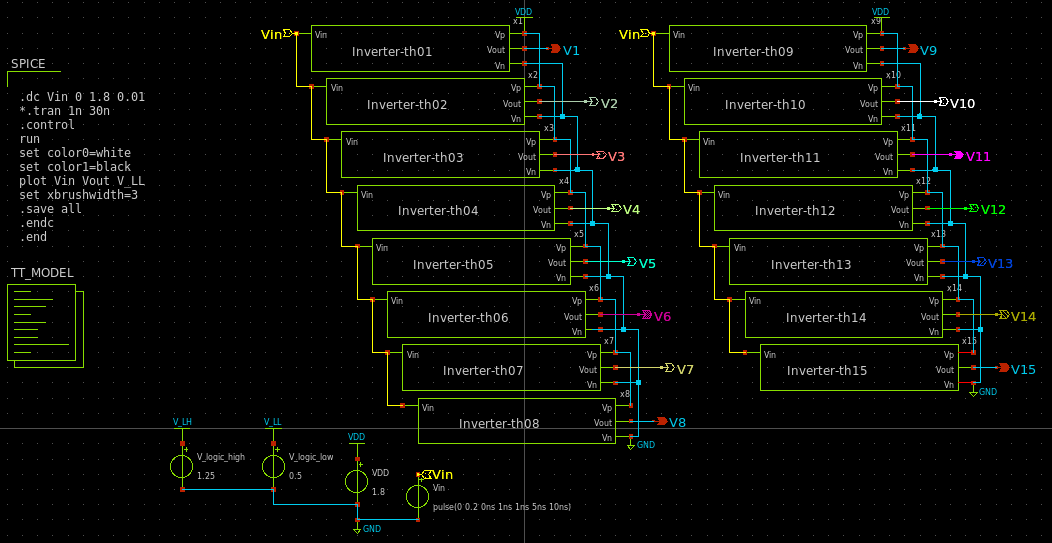 SPICE
.dc Vin 0 1.8 0.01
*.tran 1n 30n
.control
run
set color0=white
set color1=black
plot Vin Vout V_LL
set xbrushwidth=3
.save all
.endc
.end
TT_MODEL
VDD
x1
Vin
Vin
Inverter-th01
Vp
Vout
Vn
V1
x2
Vin
Inverter-th02
Vp
Vout
Vn
V2
x3
Vin
Inverter-th03
Vp
Vout
Vn
V3
x4
Vin
Inverter-th04
Vp
Vout
Vn
V4
x5
Vin
Inverter-th05
Vp
Vout
Vn
V5
x6
Vin
Inverter-th06
Vp
Vout
Vn
V6
x7
Vin
Inverter-th07
Vp
Vout
Vn
V7
x8
Vin
Inverter-th08
Vp
Vout
Vn
V8
GND
VDD
x9
Vin
Vin
Inverter-th09
Vp
Vout
Vn
V9
x10
Vin
Inverter-th10
Vp
Vout
Vn
V10
x11
Vin
Inverter-th11
Vp
Vout
Vn
V11
x12
Vin
Inverter-th12
Vp
Vout
Vn
V12
x13
Vin
Inverter-th13
Vp
Vout
Vn
V13
x14
Vin
Inverter-th14
Vp
Vout
Vn
V14
x15
Vin
Inverter-th15
Vp
Vout
Vn
V15
GND
V_LH
V_logic_high
1.25
V_LL
V_logic_low
0.5
VDD
VDD
1.8
GND
Vin
Vin
pulse(0 0.2 0ns 1ns 1ns 5ns 10ns)